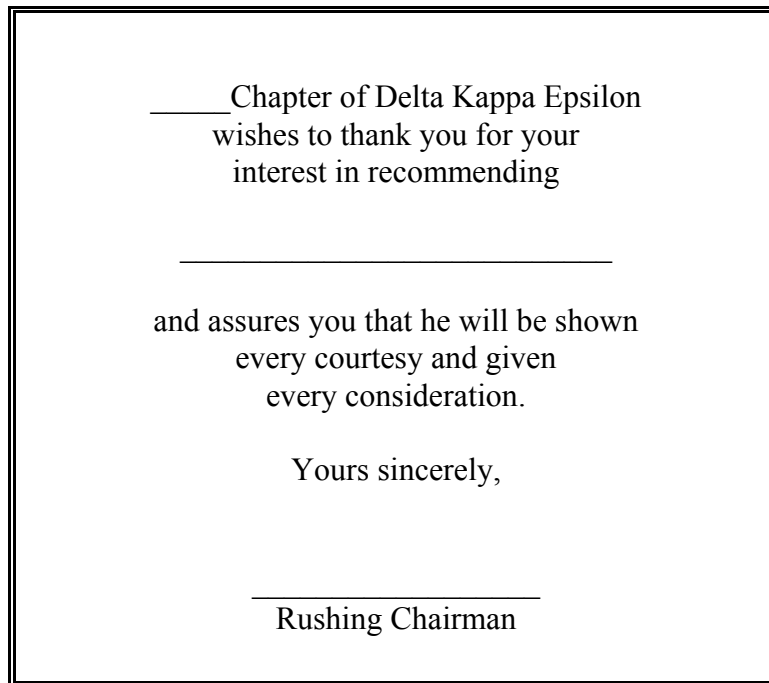 _____Chapter of Delta Kappa Epsilon
wishes to thank you for your
interest in recommending
___________________________
and assures you that he will be shown
every courtesy and given
every consideration.
Yours sincerely,
__________________
Rushing Chairman